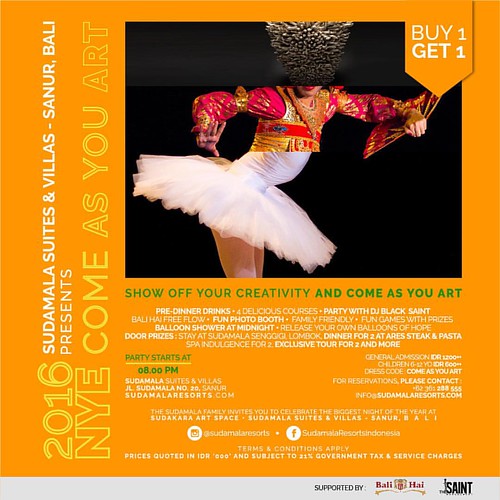 BUY 1
GET 1
2016
SUDAMALA SUITES & VILLAS - SANUR, BALI
PRESENTS
NYE COME AS YOU ART
SHOW OFF YOUR CREATIVITY AND COME AS YOU ART
PRE-DINNER DRINKS • 4 DELICIOUS COURSES • PARTY WITH DJ BLACK SAINT
BALI HAI FREE FLOW • FUN PHOTO BOOTH • FAMILY FRIENDLY • FUN GAMES WITH PRIZES
BALLOON SHOWER AT MIDNIGHT • RELEASE YOUR OWN BALLOONS OF HOPE
DOOR PRIZES : STAY AT SUDAMALA SENGGIGI, LOMBOK, DINNER FOR 2 AT ARES STEAK & PASTA
SPA INDULGENCE FOR 2, EXCLUSIVE TOUR FOR 2 AND MORE
PARTY STARTS AT
08.00 PM
SUDAMALA SUITES & VILLAS
JL. SUDAMALA NO. 20, SANUR
SUDAMALARESORTS.COM
GENERAL ADMISSION IDR 1200++
CHILDREN 6-12 YO IDR 600++
DRESS CODE : COME AS YOU ART
FOR RESERVATIONS, PLEASE CONTACT :
+62 361 288 555
INFO@SUDAMALARESORTS.COM
THE SUDAMALA FAMILY INVITES YOU TO CELEBRATE THE BIGGEST NIGHT OF THE YEAR AT
SUDAKARA ART SPACE - SUDAMALA SUITES & VILLAS - SANUR, B A L I
@sudamalaresorts • SudamalaResortsIndonesia
TERMS & CONDITIONS APPLY
PRICES QUOTED IN IDR '000' AND SUBJECT TO 21% GOVERNMENT TAX & SERVICE CHARGES
SUPPORTED BY : Bali Hai SAINT